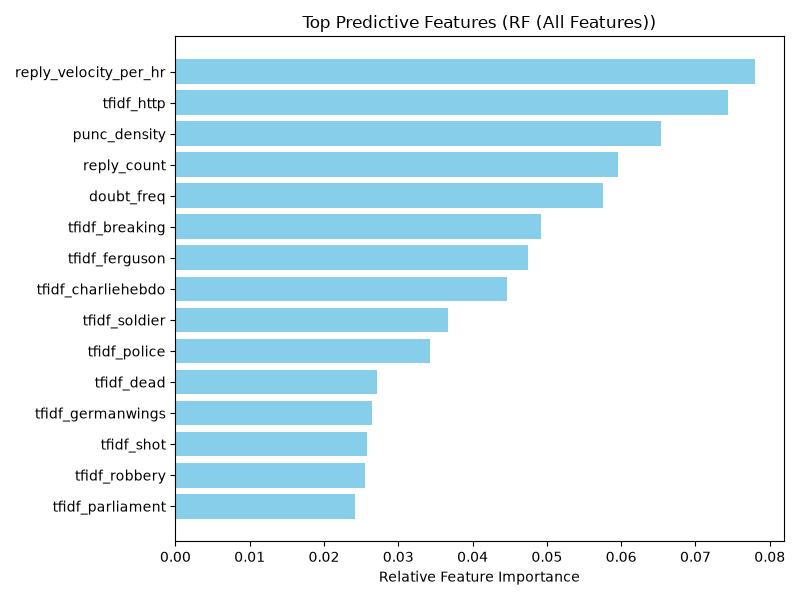 Top Predictive Features (RF (All Features))
reply_velocity_per_hr
tfidf_http
punc_density
reply_count
doubt_freq
tfidf_breaking
tfidf_ferguson
tfidf_charliehebdo
tfidf_soldier
tfidf_police
tfidf_dead
tfidf_germanwings
tfidf_shot
tfidf_robbery
tfidf_parliament
0.00 0.01 0.02 0.03 0.04 0.05 0.06 0.07 0.08
Relative Feature Importance